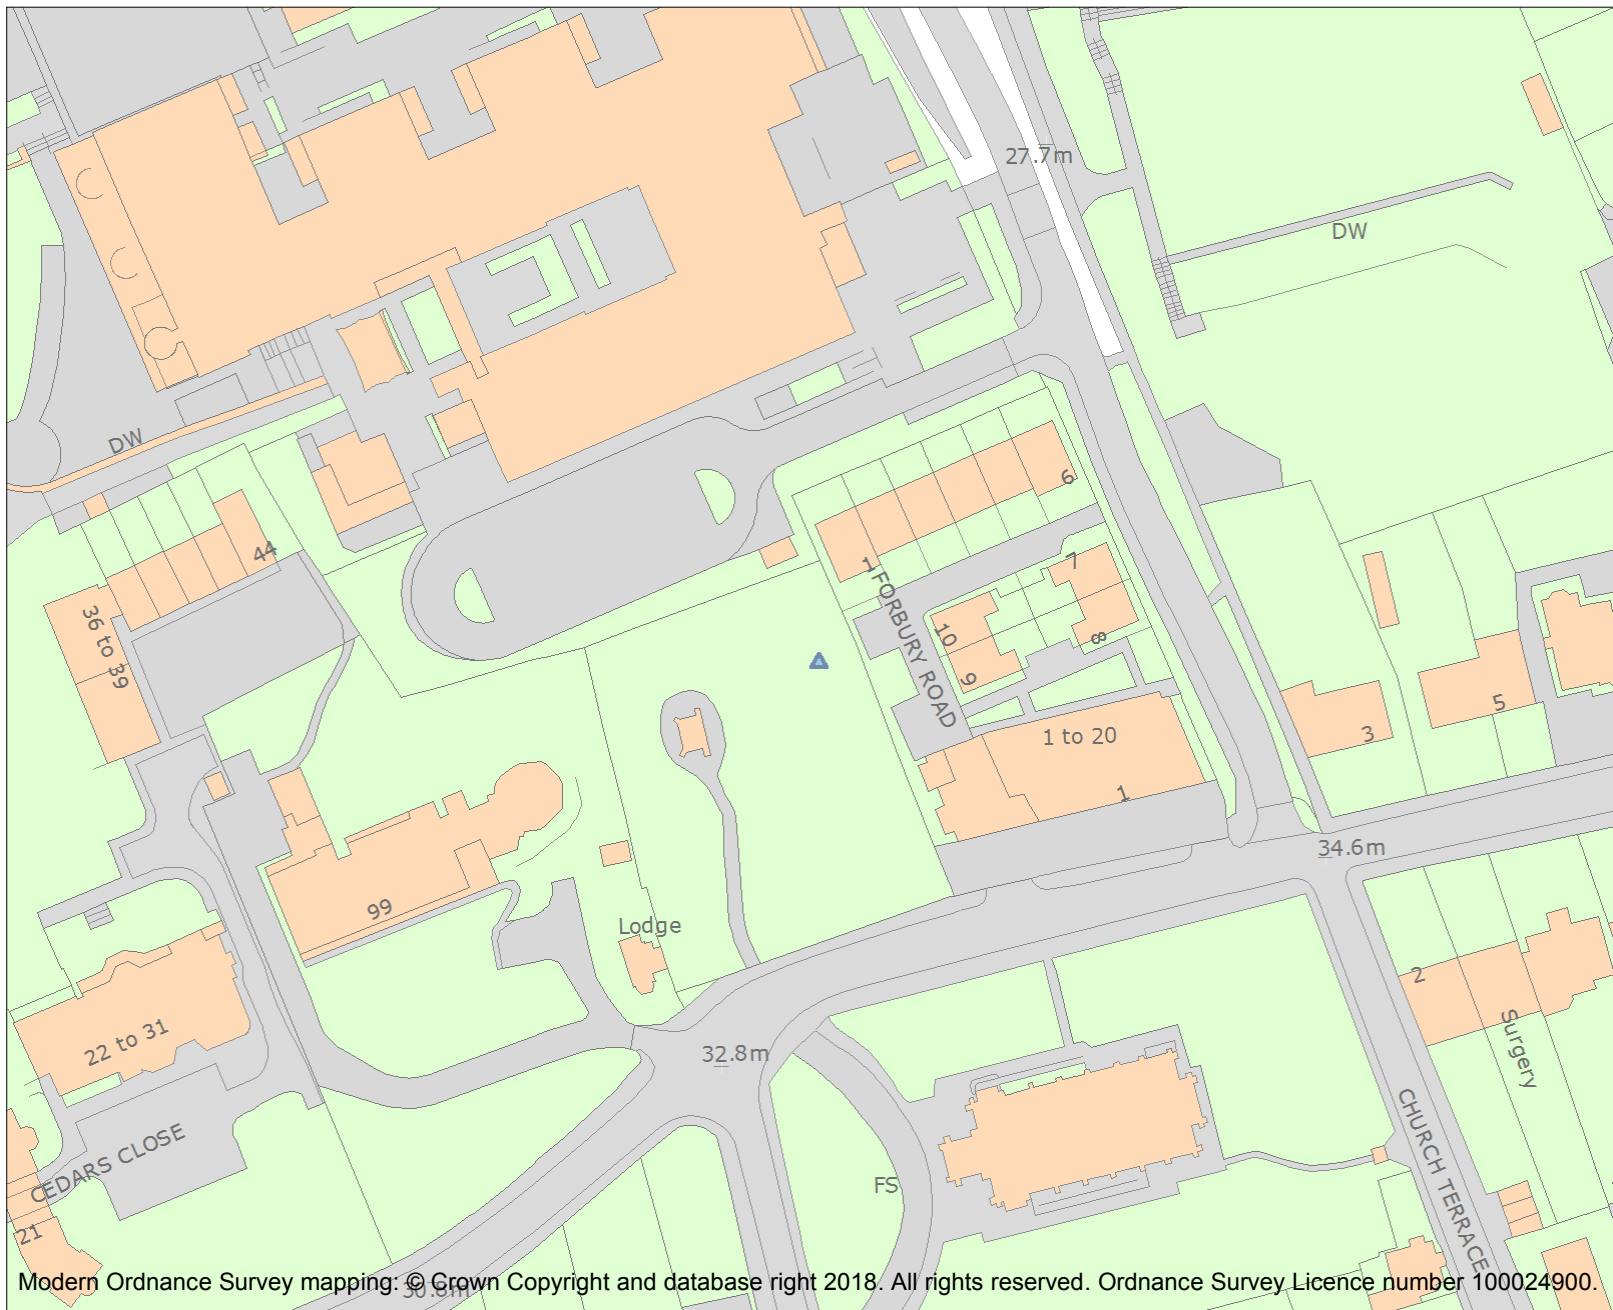 27.7m
DW
DW
44
6
1
FORBURY ROAD
7
36 to 39
10
8
9
5
3
1 to 20
1
34.6m
99
Lodge
2
22 to 31
Surgery
32.8m
CHURCH TERRACE
CEDARS CLOSE
FS
21
30.8m
Modern Ordnance Survey mapping: © Crown Copyright and database right 2018. All rights reserved. Ordnance Survey Licence number 100024900.